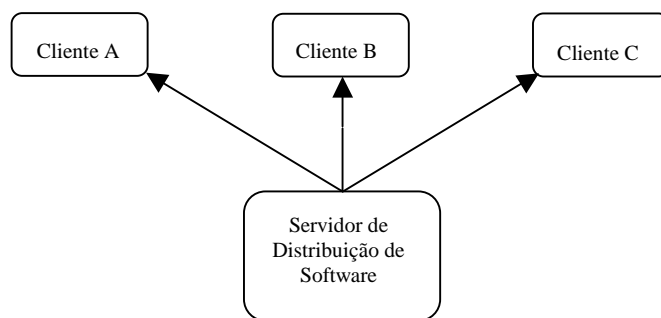 Cliente A
Cliente B
Cliente C
Servidor de
Distribuição de
Software